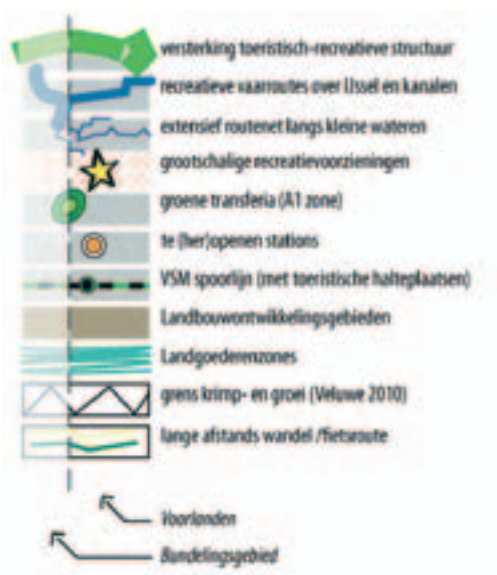 versterking toeristisch-recreatieve structuur
recreatieve vaarroutes over IJssel en kanalen
extensief routenet langs kleine wateren
grootschalige recreatievoorzieningen
groene transferia (A1 zone)
te (her)openen stations
VSM spoorlijn (met toeristische halteplaatsen)
Landbouwontwikkelingsgebieden
Landgoederenzones
grens krimp- en groei (Veluwe 2010)
lange afstands wandel /fietsroute
Voorlanden
Bundelingsgebied